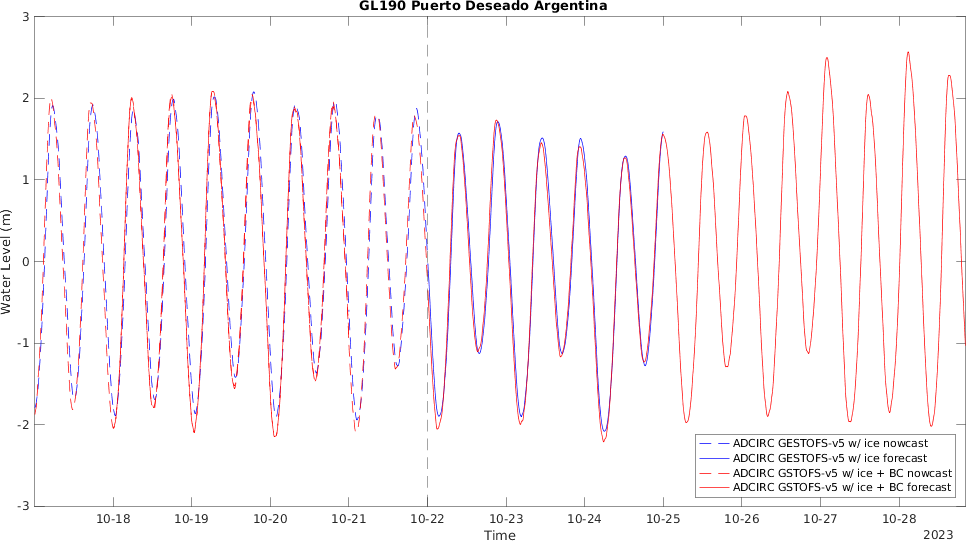 GL190 Puerto Deseado Argentina
3
2
1
0
-1
-2
-3
Water Level (m)
10-18
10-19
10-20
10-21
10-22
10-23
10-24
10-25
10-26
10-27
10-28
Time
2023
ADCIRC GESTOFS-v5 w/ ice nowcast
ADCIRC GESTOFS-v5 w/ ice forecast
ADCIRC GSTOFS-v5 w/ ice + BC nowcast
ADCIRC GSTOFS-v5 w/ ice + BC forecast